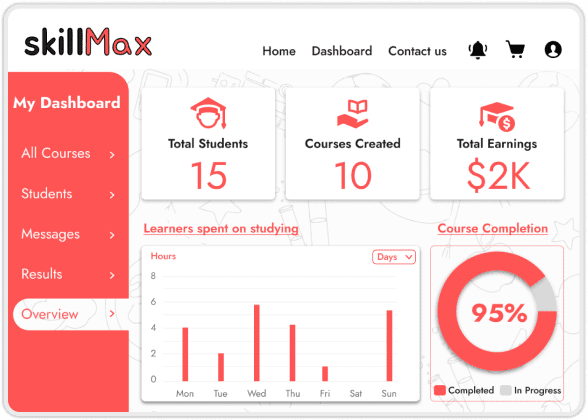 skillMax
Home Dashboard Contact us
My Dashboard
All Courses >
Students >
Messages >
Results >
Overview >
Total Students
15
Courses Created
10
$
Total Earnings
$2K
Learners spent on studying
Hours
Days
8
6
4
2
0
Mon Tue Wed Thu Fri Sat Sun
Course Completion
95%
Completed In Progress